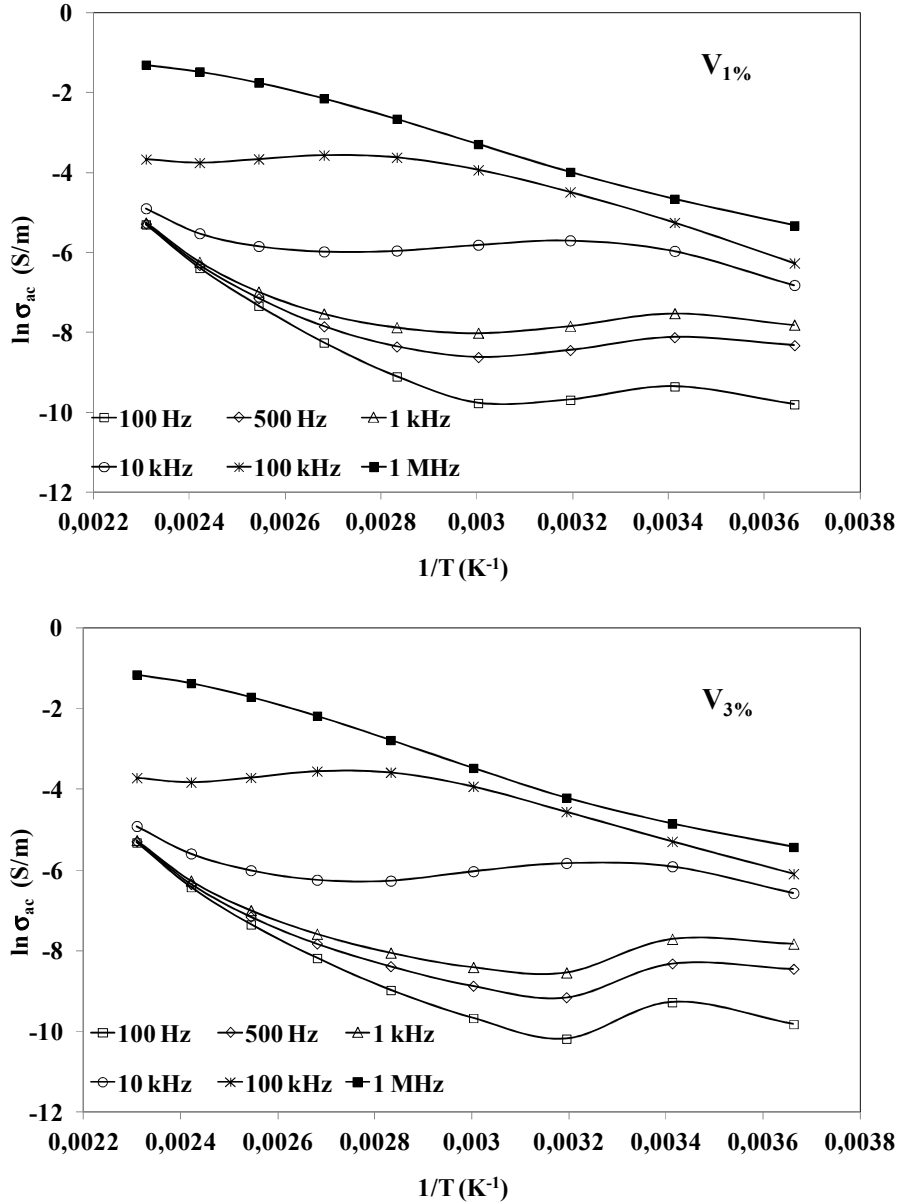 0
-2
-4
-6
-8
-10
-12
ln σac (S/m)
V1%
100 Hz 500 Hz 1 kHz
10 kHz 100 kHz 1 MHz
0,0022 0,0024 0,0026 0,0028 0,003 0,0032 0,0034 0,0036 0,0038
1/T (K-1)
0
-2
-4
-6
-8
-10
-12
ln σac (S/m)
V3%
100 Hz 500 Hz 1 kHz
10 kHz 100 kHz 1 MHz
0,0022 0,0024 0,0026 0,0028 0,003 0,0032 0,0034 0,0036 0,0038
1/T (K-1)